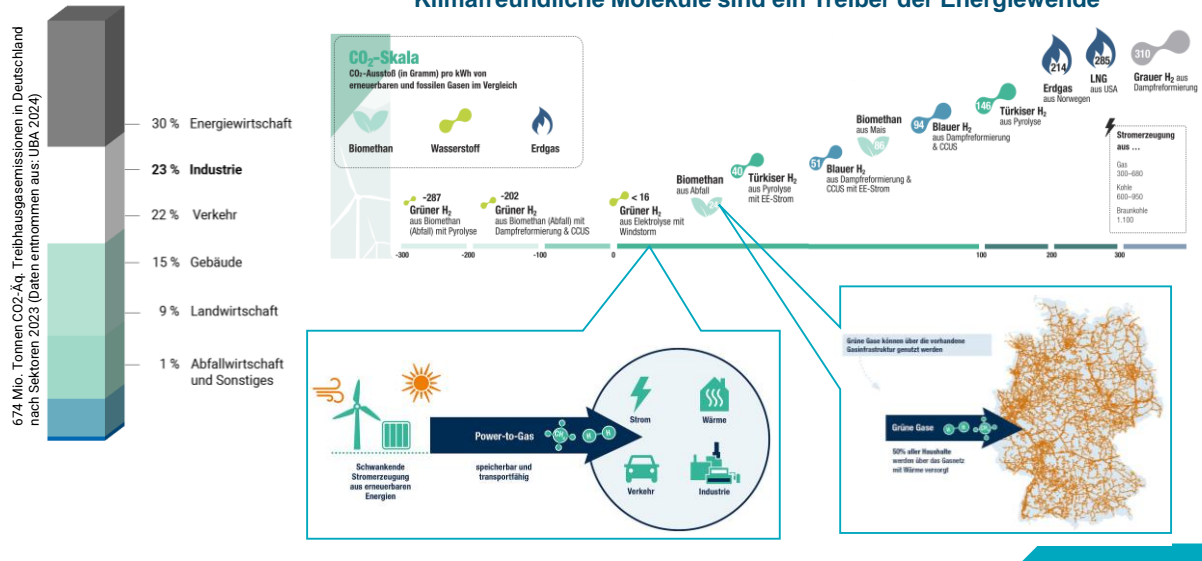 Klimafreundliche Moleküle sind ein Treiber der Energiewende
674 Mio. Tonnen CO2-Äq. Treibhausgasemissionen in Deutschland
nach Sektoren 2023 (Daten entnommen aus: UBA 2024)
30 % Energiewirtschaft
23 % Industrie
22 % Verkehr
15 % Gebäude
9 % Landwirtschaft
1 % Abfallwirtschaft
und Sonstiges
CO₂-Skala
CO₂-Ausstoß (in Gramm) pro kWh von
erneuerbaren und fossilen Gasen im Vergleich
Biomethan
Wasserstoff
Erdgas
-287
Grüner H₂
aus Biomethan
(Abfall) mit Pyrolyse
-202
Grüner H₂
aus Biomethan (Abfall) mit
Dampfreformierung & CCUS
< 16
Grüner H₂
aus Elektrolyse mit
Windstorm
Biomethan
aus Abfall
40
Türkiser H₂
aus Pyrolyse
mit EE-Strom
51
Blauer H₂
aus Dampfreformierung &
CCUS mit EE-Strom
Biomethan
aus Mais
86
94
Blauer H₂
aus Dampfreformierung
& CCUS
146
Türkiser H₂
aus Pyrolyse
214
Erdgas
aus Norwegen
285
LNG
aus USA
310
Grauer H₂ aus
Dampfreformierung
Stromerzeugung
aus ...
Gas
300–680
Kohle
600–950
Braunkohle
1.100
-300
-200
-100
0
100
200
300
Schwankende
Stromerzeugung
aus erneuerbaren
Energien
Power-to-Gas
CH₄
H
H
speicherbar und
transportfähig
Strom
Wärme
Verkehr
Industrie
Grüne Gase können über die vorhandene
Gasinfrastruktur genutzt werden
Grüne Gase
50% aller Haushalte
werden über das Gasnetz
mit Wärme versorgt